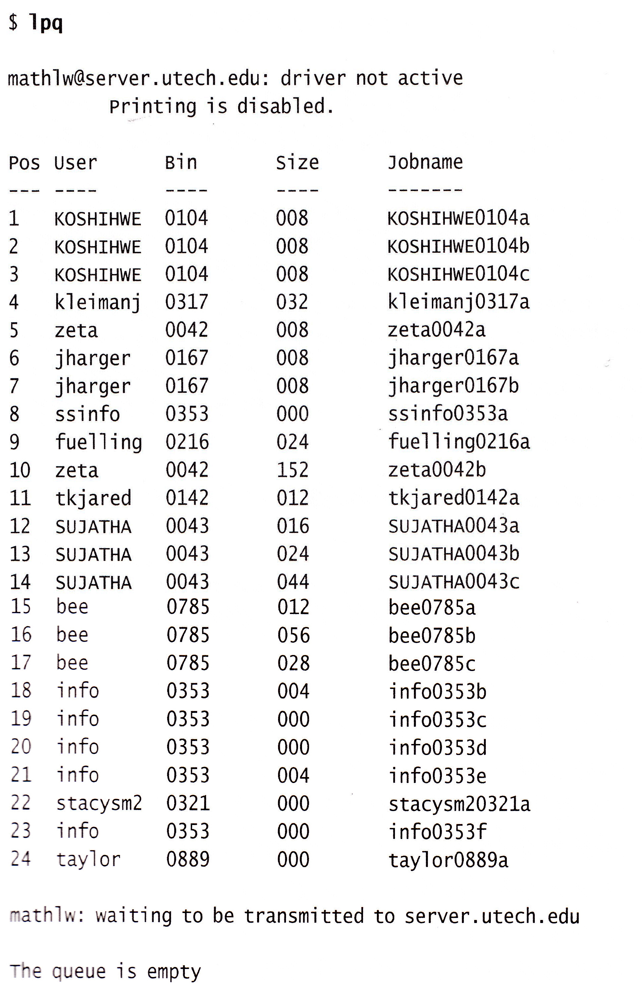 $ lpq
mathlw@server.utech.edu: driver not active
Printing is disabled.
Pos User Bin Size Jobname
--- ---- ---- ---- -------
1 KOSHIHWE 0104 008 KOSHIHWE0104a
2 KOSHIHWE 0104 008 KOSHIHWE0104b
3 KOSHIHWE 0104 008 KOSHIHWE0104c
4 kleimanj 0317 032 kleimanj0317a
5 zeta 0042 008 zeta0042a
6 jharger 0167 008 jharger0167a
7 jharger 0167 008 jharger0167b
8 ssinfo 0353 000 ssinfo0353a
9 fuelling 0216 024 fuelling0216a
10 zeta 0042 152 zeta0042b
11 tkjared 0142 012 tkjared0142a
12 SUJATHA 0043 016 SUJATHA0043a
13 SUJATHA 0043 024 SUJATHA0043b
14 SUJATHA 0043 044 SUJATHA0043c
15 bee 0785 012 bee0785a
16 bee 0785 056 bee0785b
17 bee 0785 028 bee0785c
18 info 0353 004 info0353b
19 info 0353 000 info0353c
20 info 0353 000 info0353d
21 info 0353 004 info0353e
22 stacysm2 0321 000 stacysm20321a
23 info 0353 000 info0353f
24 taylor 0889 000 taylor0889a
mathlw: waiting to be transmitted to server.utech.edu
The queue is empty